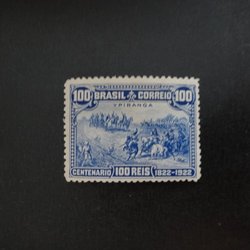 100 BRASIL CORREIO 100
YPIRANGA
CENTENARIO 100 REIS 1822-1922